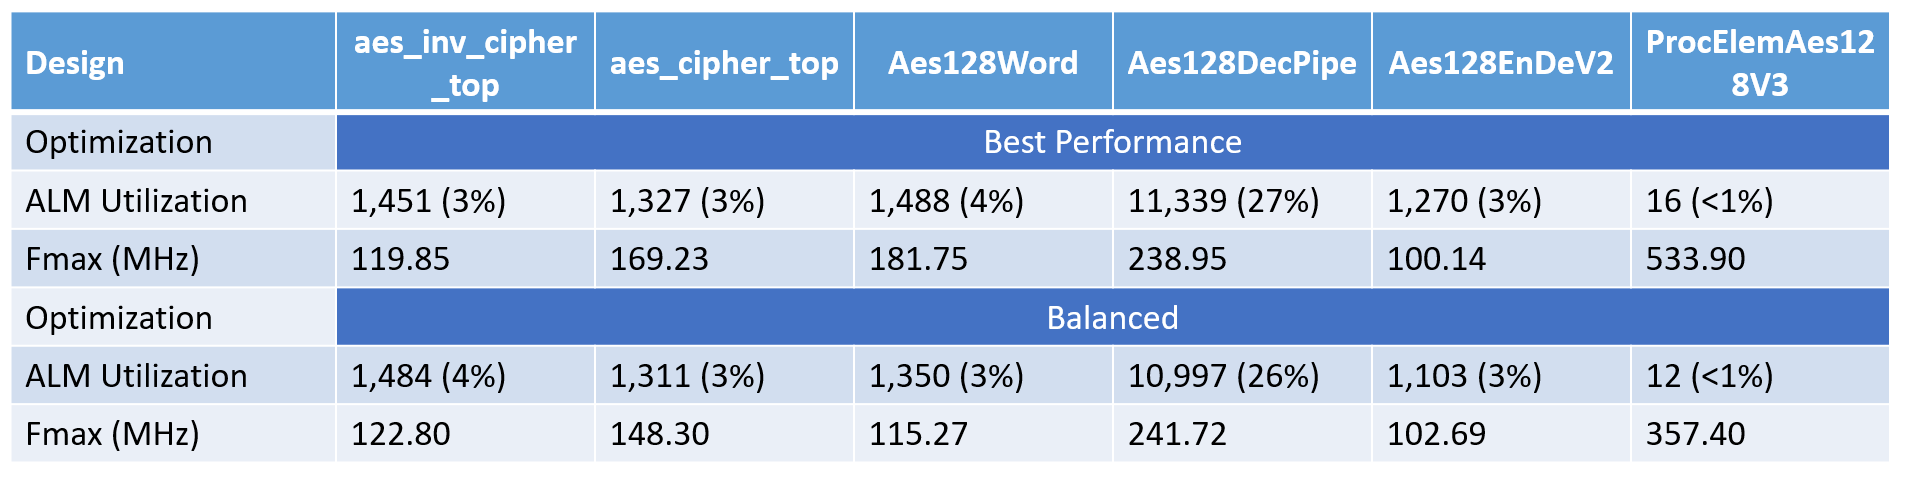 Design aes_inv_cipher_top aes_cipher_top Aes128Word Aes128DecPipe Aes128EnDeV2 ProcElemAes128V3
Optimization Best Performance
ALM Utilization 1,451 (3%) 1,327 (3%) 1,488 (4%) 11,339 (27%) 1,270 (3%) 16 (<1%)
Fmax (MHz) 119.85 169.23 181.75 238.95 100.14 533.90
Optimization Balanced
ALM Utilization 1,484 (4%) 1,311 (3%) 1,350 (3%) 10,997 (26%) 1,103 (3%) 12 (<1%)
Fmax (MHz) 122.80 148.30 115.27 241.72 102.69 357.40